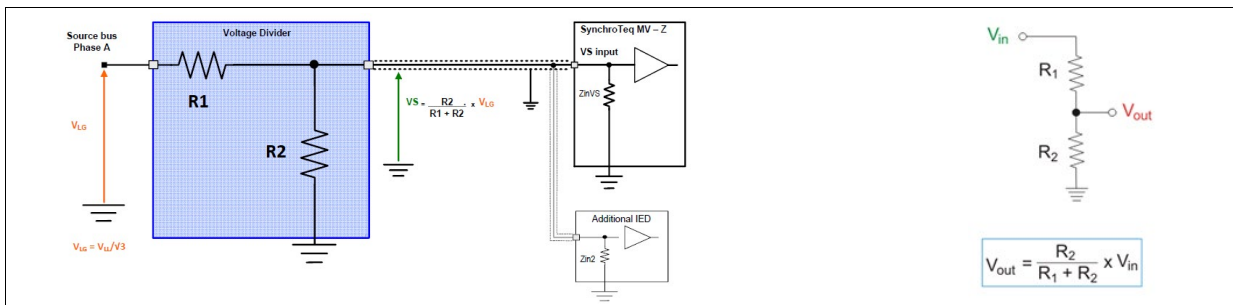 Source bus
Phase A
Voltage Divider
R1
R2
VLG
VLG = VLL/√3
VS = R2 / R1 + R2 x VLG
SynchroTeq MV – Z
VS input
ZinVS
Additional IED
Zin2
Vin
R1
Vout
R2
Vout = R2 / R1 + R2 x Vin